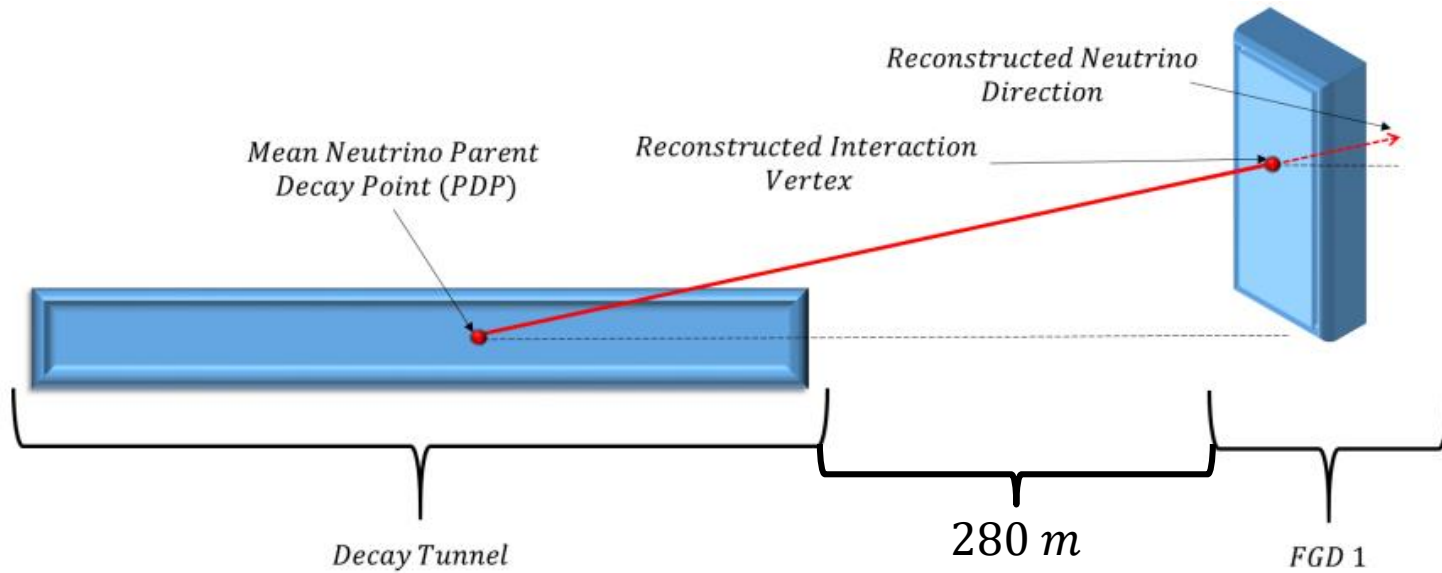 Reconstructed Neutrino
Direction
Mean Neutrino Parent
Decay Point (PDP)
Reconstructed Interaction
Vertex
280 m
Decay Tunnel
FGD 1